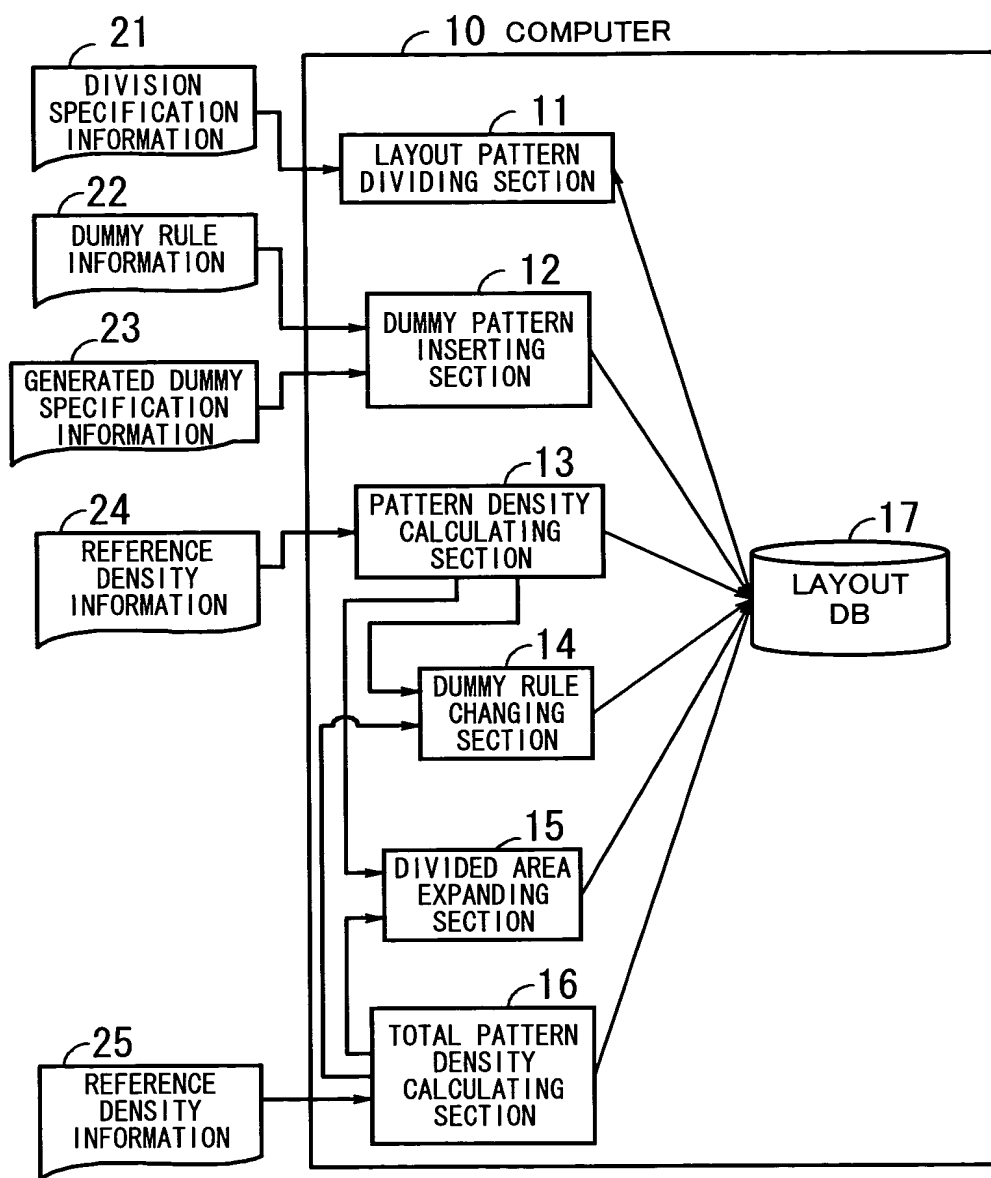 10 COMPUTER
21
DIVISION
SPECIFICATION
INFORMATION
11
LAYOUT PATTERN
DIVIDING SECTION
22
DUMMY RULE
INFORMATION
12
DUMMY PATTERN
INSERTING
SECTION
23
GENERATED DUMMY
SPECIFICATION
INFORMATION
13
PATTERN DENSITY
CALCULATING
SECTION
24
REFERENCE
DENSITY
INFORMATION
17
LAYOUT
DB
14
DUMMY RULE
CHANGING
SECTION
15
DIVIDED AREA
EXPANDING
SECTION
16
TOTAL PATTERN
DENSITY
CALCULATING
SECTION
25
REFERENCE
DENSITY
INFORMATION